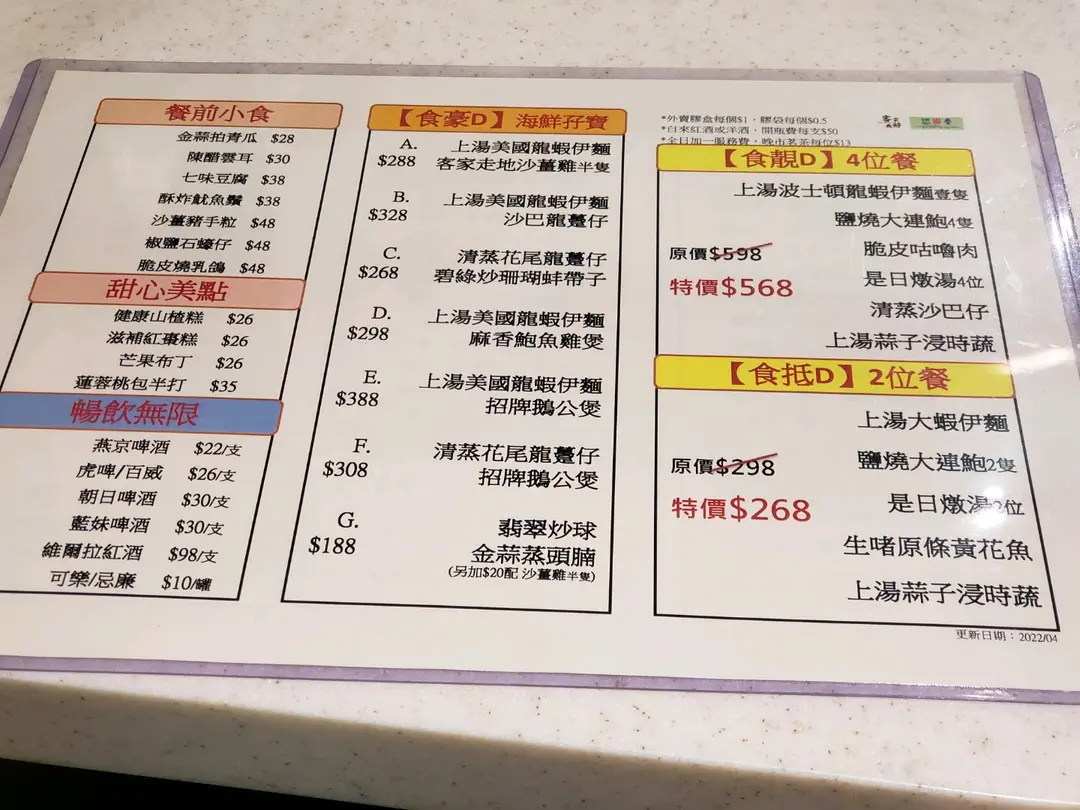 餐前小食
金蒜拍青瓜 $28
陳醋雲耳 $30
七味豆腐 $38
酥炸魷魚鬚 $38
沙薑豬手粒 $48
椒鹽石蠔仔 $48
脆皮燒乳鴿 $48
甜心美點
健康山楂糕 $26
滋補紅棗糕 $26
芒果布丁 $26
蓮蓉桃包半打 $35
暢飲無限
燕京啤酒 $22/支
虎啤/百威 $26/支
朝日啤酒 $30/支
藍妹啤酒 $30/支
維爾拉紅酒 $98/支
可樂/忌廉 $10/罐
【食豪D】海鮮孖寶
A. 上湯美國龍蝦伊麵
$288 客家走地沙薑雞半隻
B. 上湯美國龍蝦伊麵
$328 沙巴龍躉仔
C. 清蒸花尾龍躉仔
$268 碧綠炒珊瑚蚌帶子
D. 上湯美國龍蝦伊麵
$298 麻香鮑魚雞煲
E. 上湯美國龍蝦伊麵
$388 招牌鵝公煲
F. 清蒸花尾龍躉仔
$308 招牌鵝公煲
G. 翡翠炒球
$188 金蒜蒸頭腩
(另加$20配 沙薑雞半隻)
*外賣膠盒每個$1，膠袋每個$0.5
*自來紅酒或洋酒，開瓶費每支$50
*全日加一服務費，晚市茗茶每位$13
【食靚D】4位餐
上湯波士頓龍蝦伊麵壹隻
鹽燒大連鮑4隻
原價$598 脆皮咕嚕肉
特價$568 是日燉湯4位
清蒸沙巴仔
上湯蒜子浸時蔬
【食抵D】2位餐
上湯大蝦伊麵
原價$298 鹽燒大連鮑2隻
特價$268 是日燉湯2位
生啫原條黃花魚
上湯蒜子浸時蔬
更新日期：2022/04